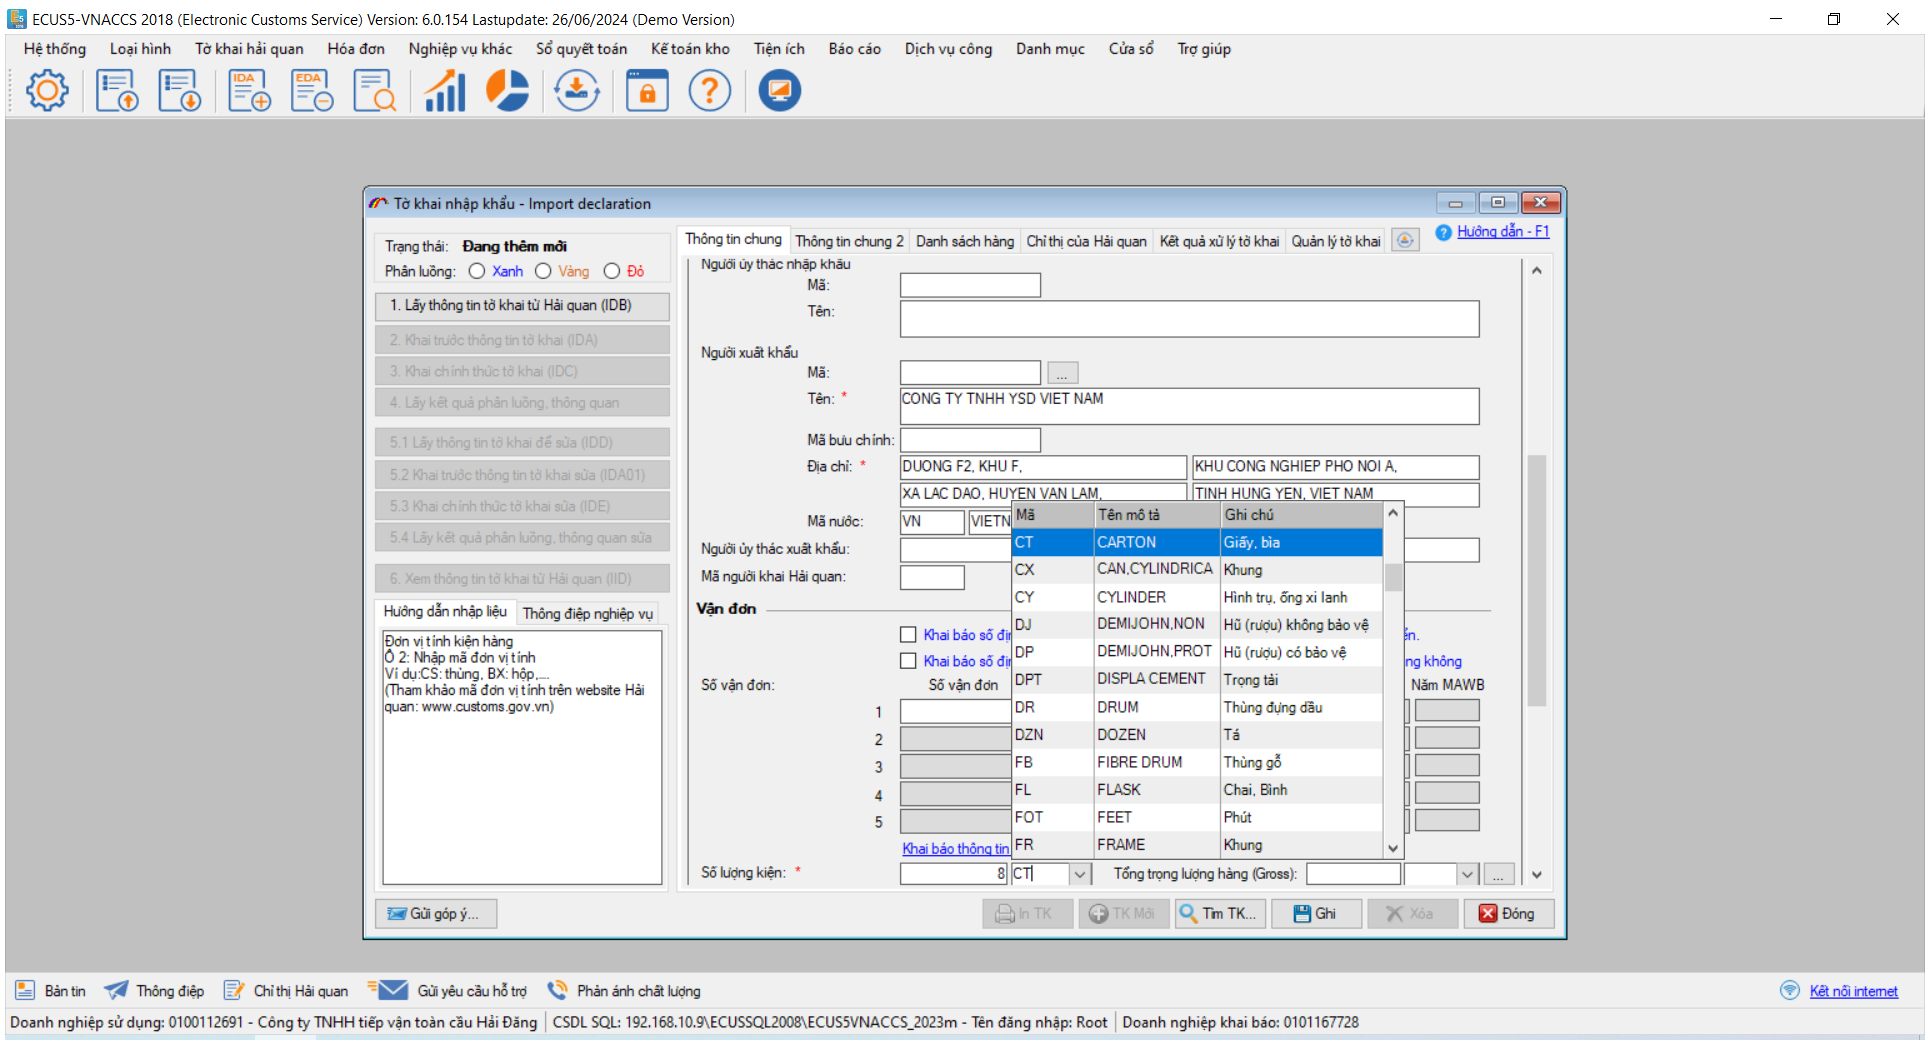 ECUS5-VNACCS 2018 (Electronic Customs Service) Version: 6.0.154 Lastupdate: 26/06/2024 (Demo Version)
Hệ thống Loại hình Tờ khai hải quan Hóa đơn Nghiệp vụ khác Sổ quyết toán Kế toán kho Tiện ích Báo cáo Dịch vụ công Danh mục Cửa sổ Trợ giúp
IDA EDA
Tờ khai nhập khẩu - Import declaration
Trạng thái: Đang thêm mới
Phân luồng: Xanh Vàng Đỏ
1. Lấy thông tin tờ khai từ Hải quan (IDB)
2. Khai trước thông tin tờ khai (IDA)
3. Khai chính thức tờ khai (IDC)
4. Lấy kết quả phân luồng, thông quan
5.1 Lấy thông tin tờ khai để sửa (IDD)
5.2 Khai trước thông tin tờ khai sửa (IDA01)
5.3 Khai chính thức tờ khai sửa (IDE)
5.4 Lấy kết quả phân luồng, thông quan sửa
6. Xem thông tin tờ khai từ Hải quan (IID)
Hướng dẫn nhập liệu Thông điệp nghiệp vụ
Đơn vị tính kiện hàng
Ô 2: Nhập mã đơn vị tính
Ví dụ:CS: thùng, BX: hộp,....
(Tham khảo mã đơn vị tính trên website Hải
quan: www.customs.gov.vn)
Thông tin chung Thông tin chung 2 Danh sách hàng Chỉ thị của Hải quan Kết quả xử lý tờ khai Quản lý tờ khai Hướng dẫn - F1
Người ủy thác nhập khẩu
Mã:
Tên:
Người xuất khẩu
Mã: ...
Tên: * CONG TY TNHH YSD VIET NAM
Mã bưu chính:
Địa chỉ: * DUONG F2, KHU F, KHU CONG NGHIEP PHO NOI A,
XA LAC DAO, HUYEN VAN LAM, TINH HUNG YEN, VIET NAM
Mã nước: VN VIETN
Người ủy thác xuất khẩu:
Mã người khai Hải quan:
Vận đơn
Khai báo số đị ển.
Khai báo số đị ng không
Số vận đơn: Số vận đơn Năm MAWB
1
2
3
4
5
Khai báo thông tin
Mã Tên mô tả Ghi chú
CT CARTON Giấy, bìa
CX CAN,CYLINDRICA Khung
CY CYLINDER Hình trụ, ống xi lanh
DJ DEMIJOHN,NON Hũ (rượu) không bảo vệ
DP DEMIJOHN,PROT Hũ (rượu) có bảo vệ
DPT DISPLA CEMENT Trọng tải
DR DRUM Thùng đựng dầu
DZN DOZEN Tá
FB FIBRE DRUM Thùng gỗ
FL FLASK Chai, Bình
FOT FEET Phút
FR FRAME Khung
Số lượng kiện: * 8 CT Tổng trọng lượng hàng (Gross): ...
Gửi góp ý... In TK TK Mới Tìm TK... Ghi Xóa Đóng
Bản tin Thông điệp Chỉ thị Hải quan Gửi yêu cầu hỗ trợ Phản ánh chất lượng Kết nối internet
Doanh nghiệp sử dụng: 0100112691 - Công ty TNHH tiếp vận toàn cầu Hải Đăng CSDL SQL: 192.168.10.9\ECUSSQL2008\ECUS5VNACCS_2023m - Tên đăng nhập: Root Doanh nghiệp khai báo: 0101167728